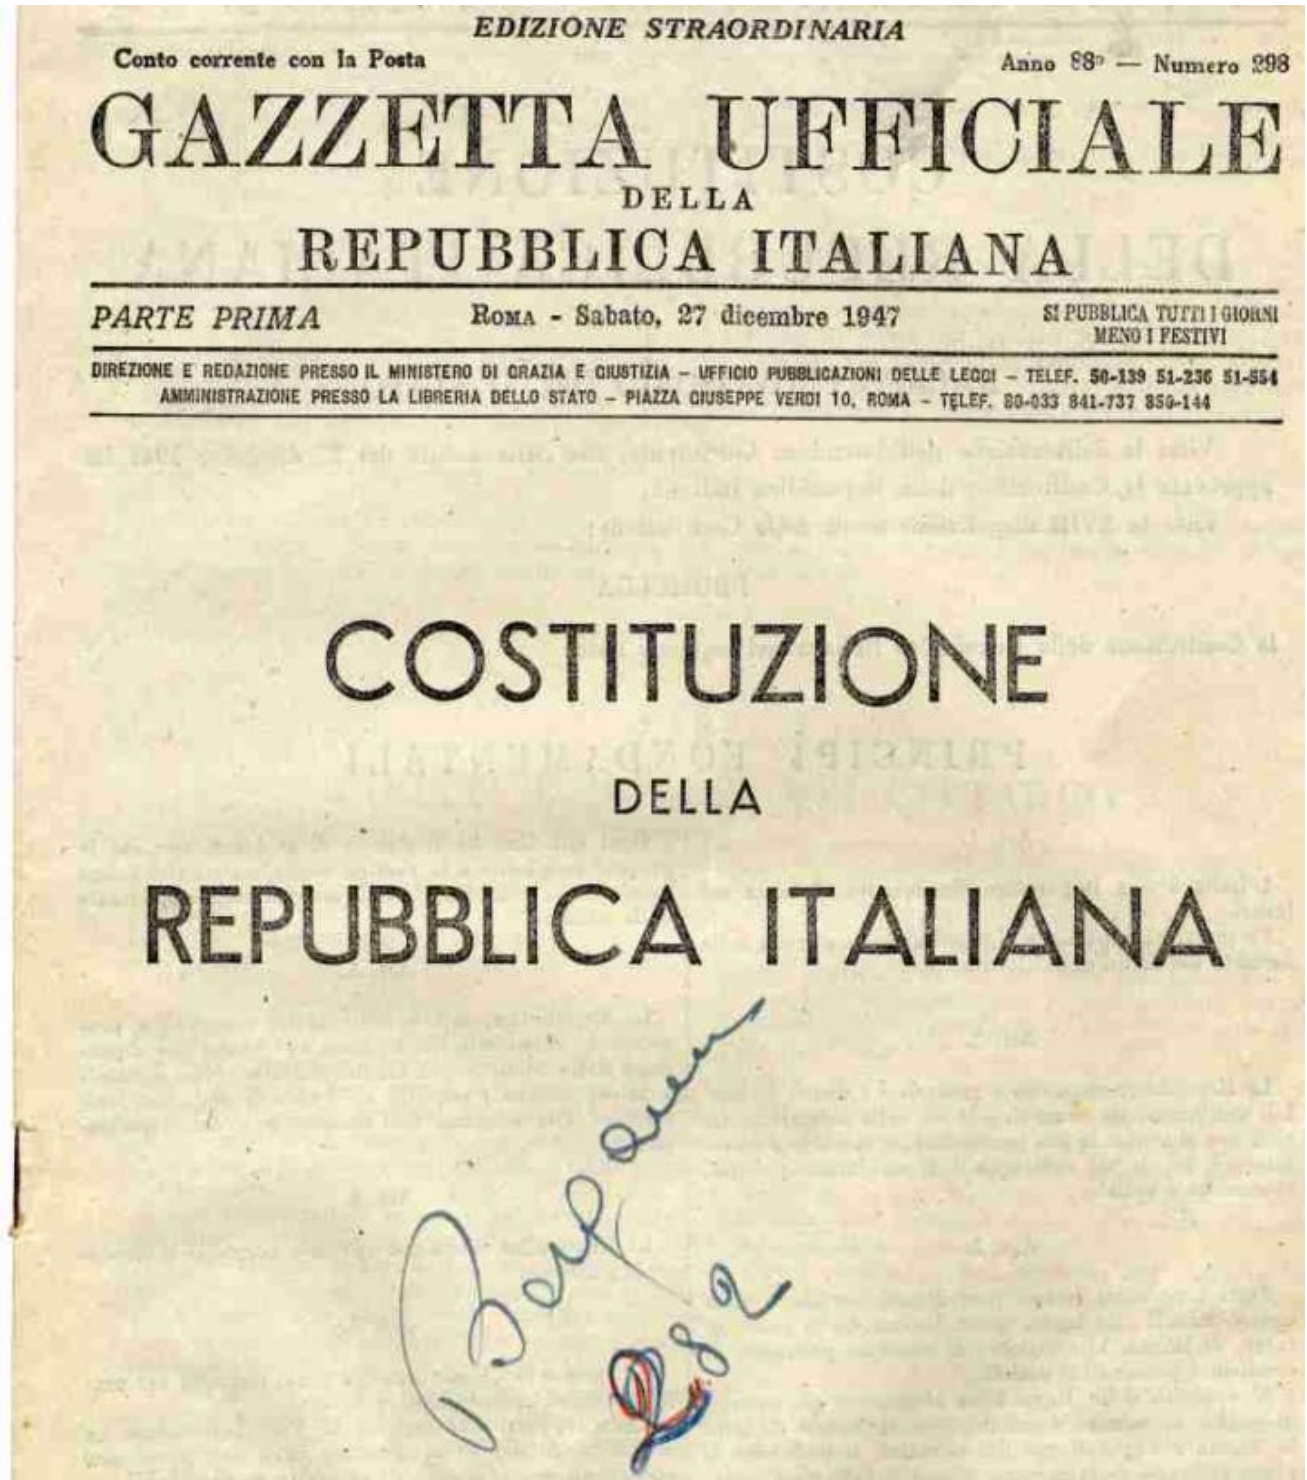 EDIZIONE STRAORDINARIA
Conto corrente con la Posta
Anno 88° — Numero 298
GAZZETTA UFFICIALE
DELLA
REPUBBLICA ITALIANA
PARTE PRIMA
ROMA - Sabato, 27 dicembre 1947
SI PUBBLICA TUTTI I GIORNI
MENO I FESTIVI
DIREZIONE E REDAZIONE PRESSO IL MINISTERO DI GRAZIA E GIUSTIZIA — UFFICIO PUBBLICAZIONI DELLE LEGGI — TELEF. 50-139 51-236 51-554
AMMINISTRAZIONE PRESSO LA LIBRERIA DELLO STATO — PIAZZA GIUSEPPE VERDI 10, ROMA — TELEF. 80-033 841-737 850-144
COSTITUZIONE
DELLA
REPUBBLICA ITALIANA